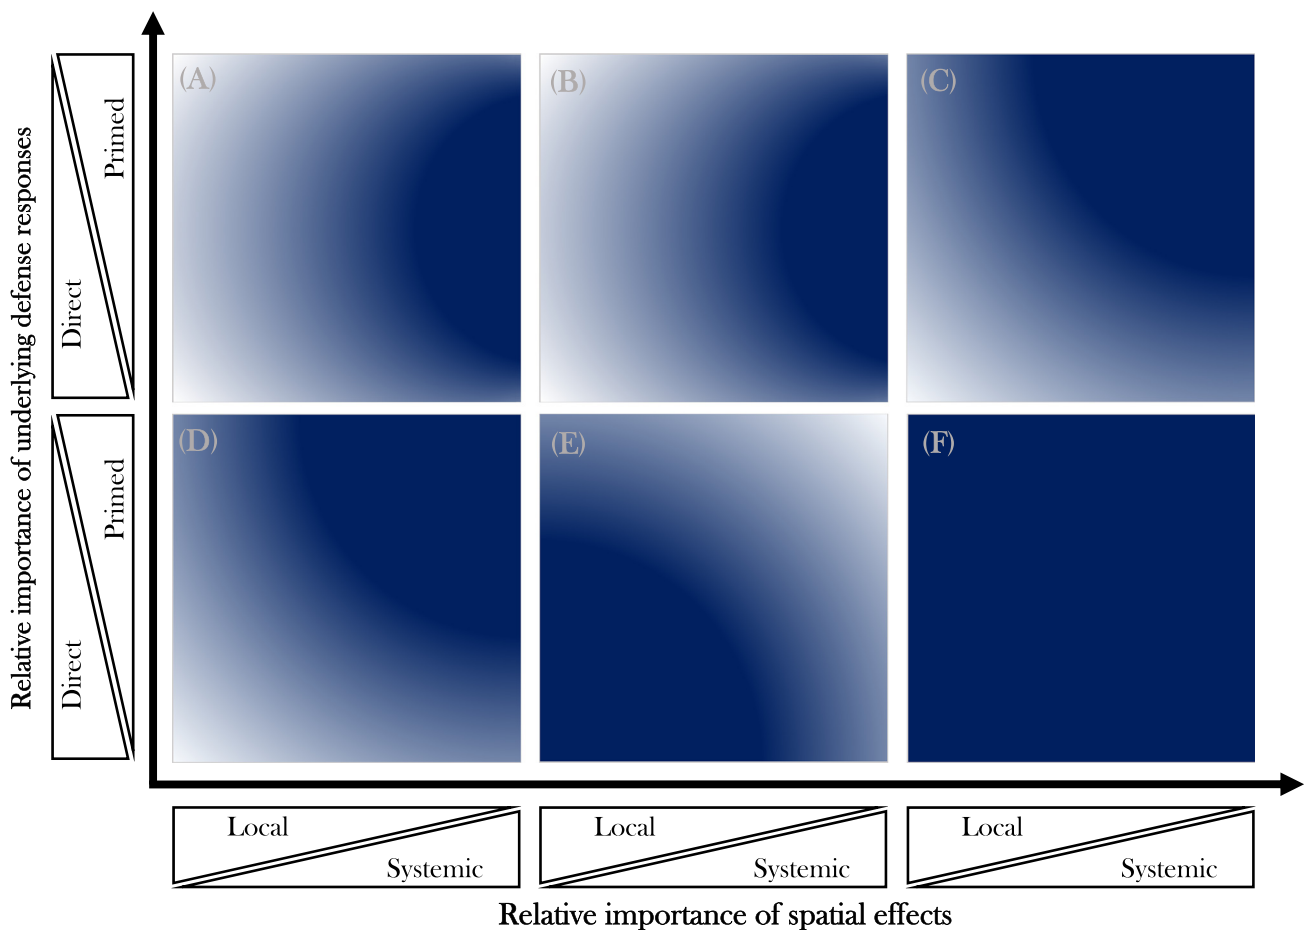 Relative importance of underlying defense responses
Primed
Direct
Primed
Direct
(A)
(B)
(C)
(D)
(E)
(F)
Local
Systemic
Local
Systemic
Local
Systemic
Relative importance of spatial effects